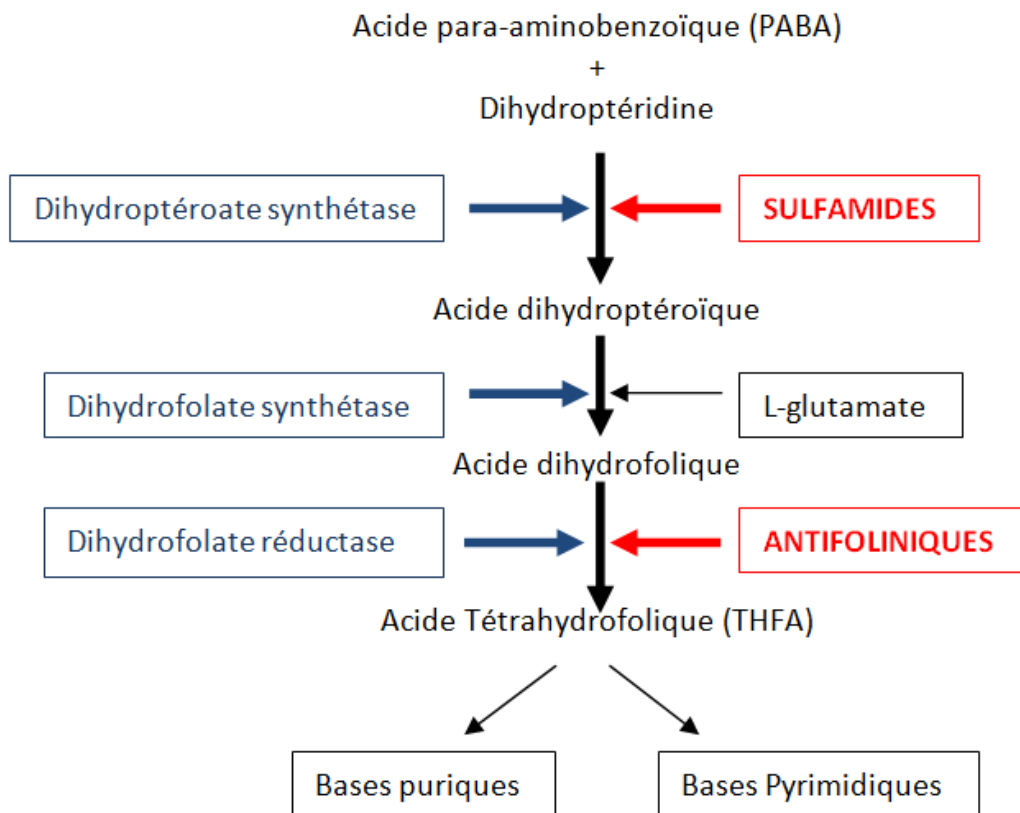 Acide para-aminobenzoïque (PABA)
+
Dihydroptéridine
Dihydroptéroate synthétase
SULFAMIDES
Acide dihydroptéroïque
Dihydrofolate synthétase
L-glutamate
Acide dihydrofolique
Dihydrofolate réductase
ANTIFOLINIQUES
Acide Tétrahydrofolique (THFA)
Bases puriques
Bases Pyrimidiques